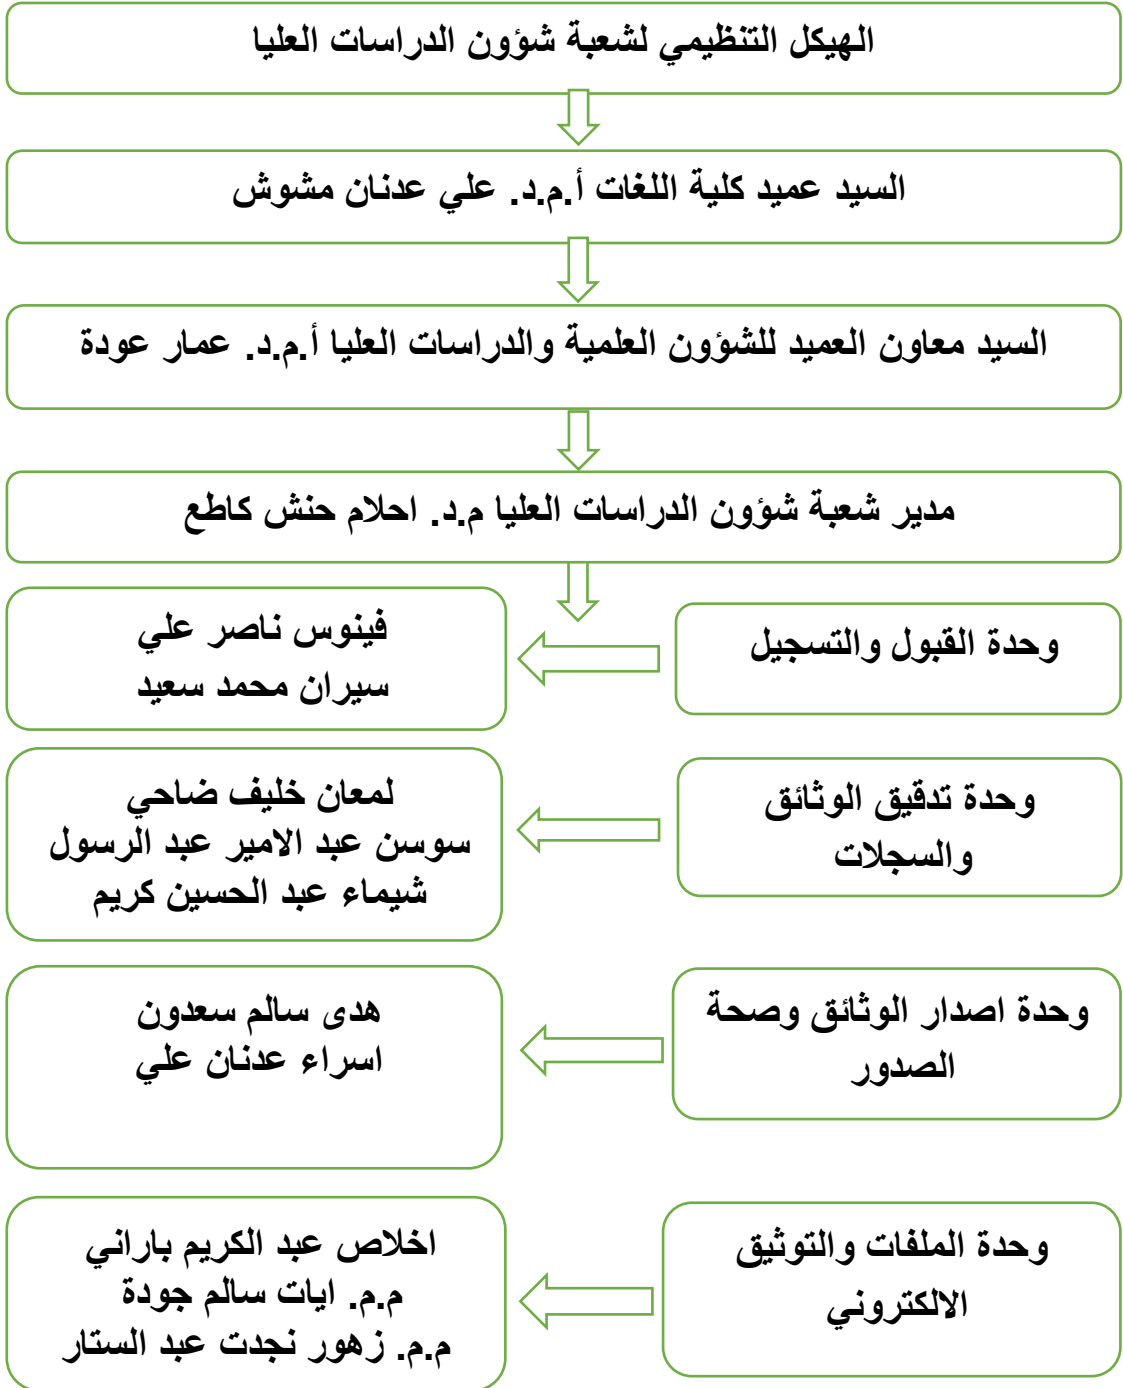 الهيكل التنظيمي لشعبة شؤون الدراسات العليا
السيد عميد كلية اللغات أ.م.د. علي عدنان مشوش
السيد معاون العميد للشؤون العلمية والدراسات العليا أ.م.د. عمار عودة
مدير شعبة شؤون الدراسات العليا م.د. احلام حنش كاطع
وحدة القبول والتسجيل
فينوس ناصر علي
سيران محمد سعيد
وحدة تدقيق الوثائق
والسجلات
لمعان خليف ضاحي
سوسن عبد الامير عبد الرسول
شيماء عبد الحسين كريم
وحدة اصدار الوثائق وصحة
الصدور
هدى سالم سعدون
اسراء عدنان علي
وحدة الملفات والتوثيق
الالكتروني
اخلاص عبد الكريم باراني
م.م. ايات سالم جودة
م.م. زهور نجدت عبد الستار